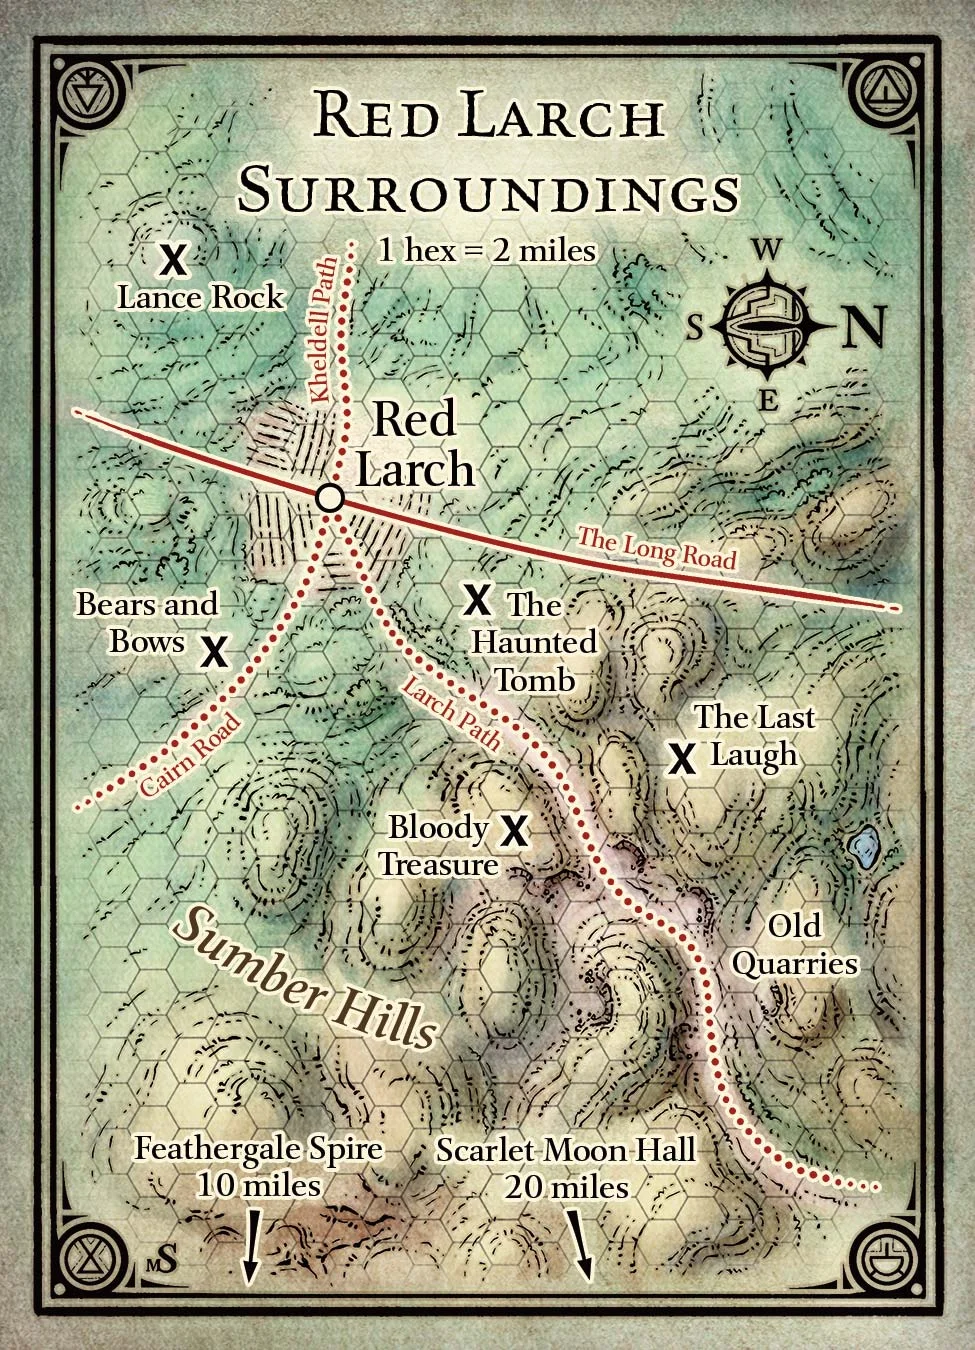 Red Larch
Surroundings
1 hex = 2 miles
W
S
N
E
Lance Rock
Kheldell Path
Red
Larch
The Long Road
Bears and
Bows
The
Haunted
Tomb
Larch Path
Cairn Road
The Last
Laugh
Bloody
Treasure
Old
Quarries
Sumber Hills
Feathergale Spire
10 miles
Scarlet Moon Hall
20 miles
MS